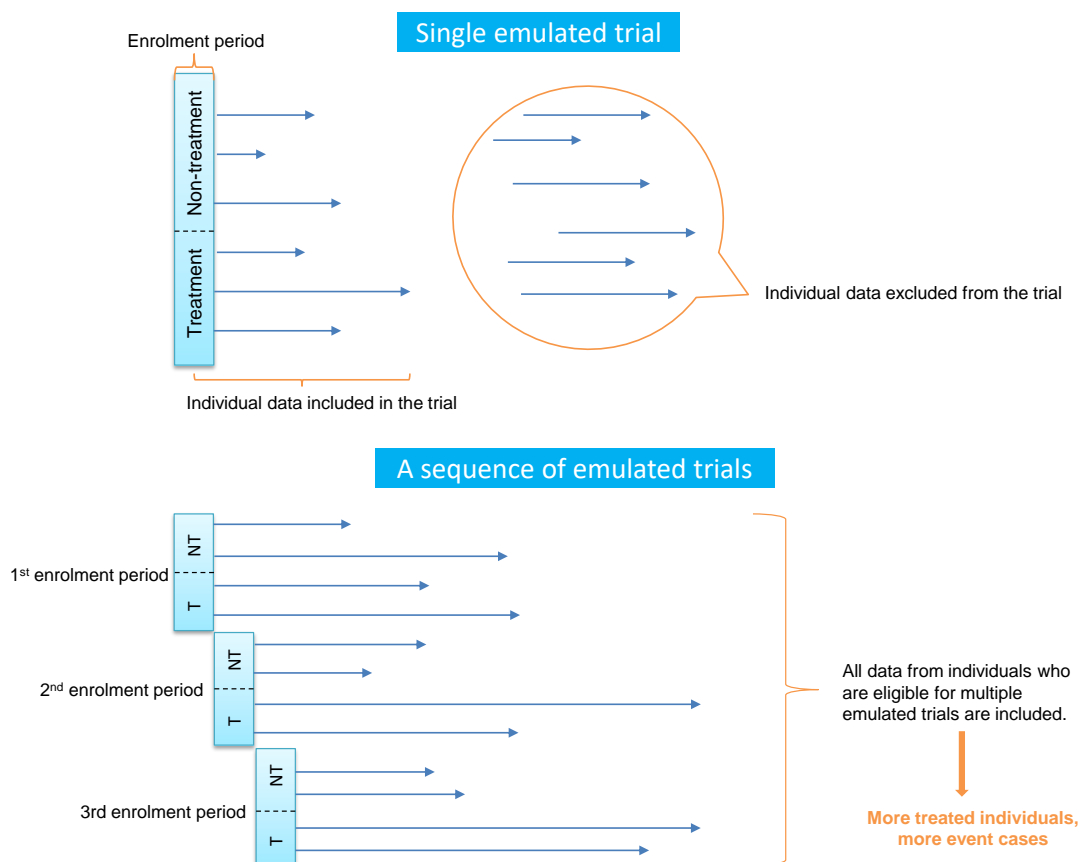 Single emulated trial
Enrolment period
Non-treatment
Treatment
Individual data excluded from the trial
Individual data included in the trial
A sequence of emulated trials
NT
1st enrolment period
T
NT
2nd enrolment period
T
NT
3rd enrolment period
T
All data from individuals who
are eligible for multiple
emulated trials are included.
More treated individuals,
more event cases